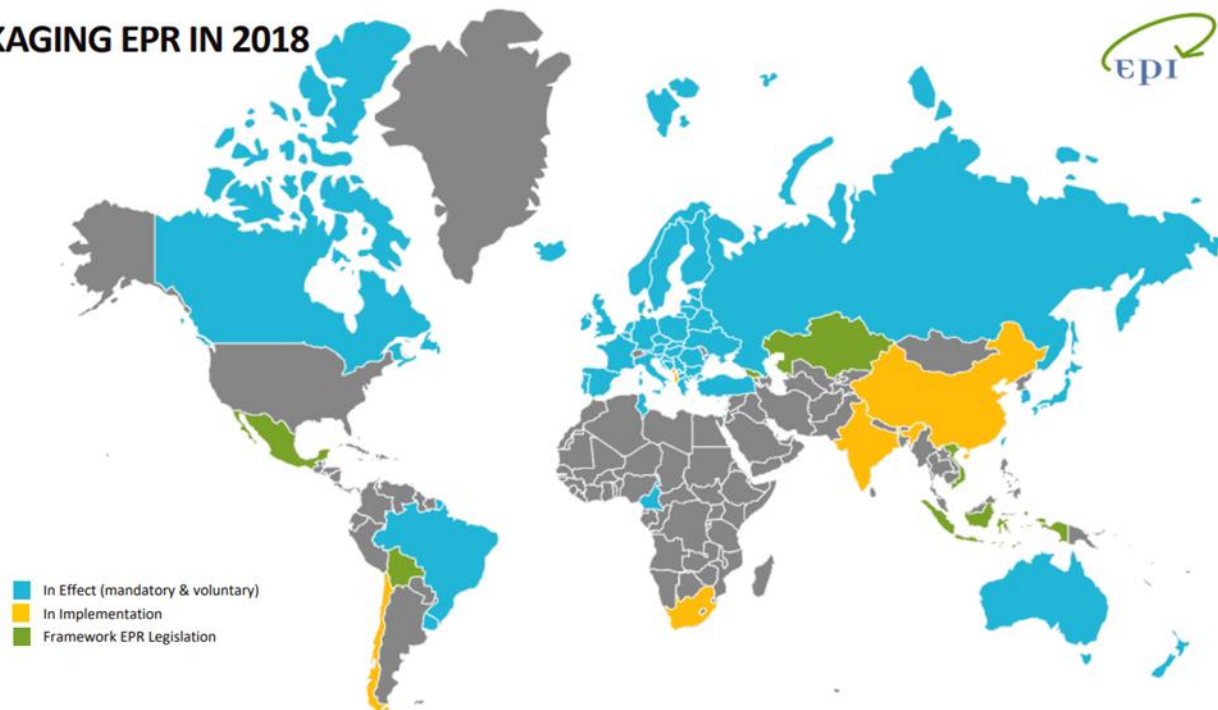 KAGING EPR IN 2018
epi
In Effect (mandatory & voluntary)
In Implementation
Framework EPR Legislation